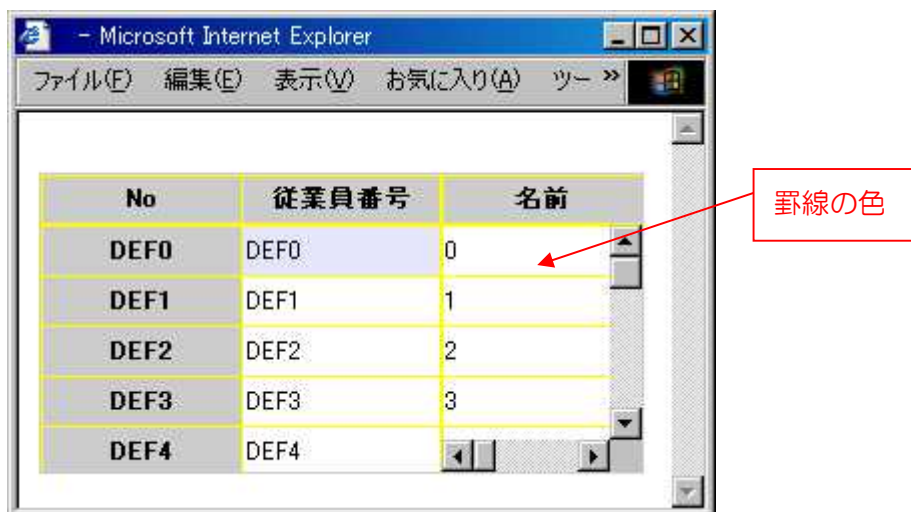 - Microsoft Internet Explorer
ファイル(F) 編集(E) 表示(V) お気に入り(A) ツー »
No 従業員番号 名前
罫線の色
DEF0 DEF0 0
DEF1 DEF1 1
DEF2 DEF2 2
DEF3 DEF3 3
DEF4 DEF4